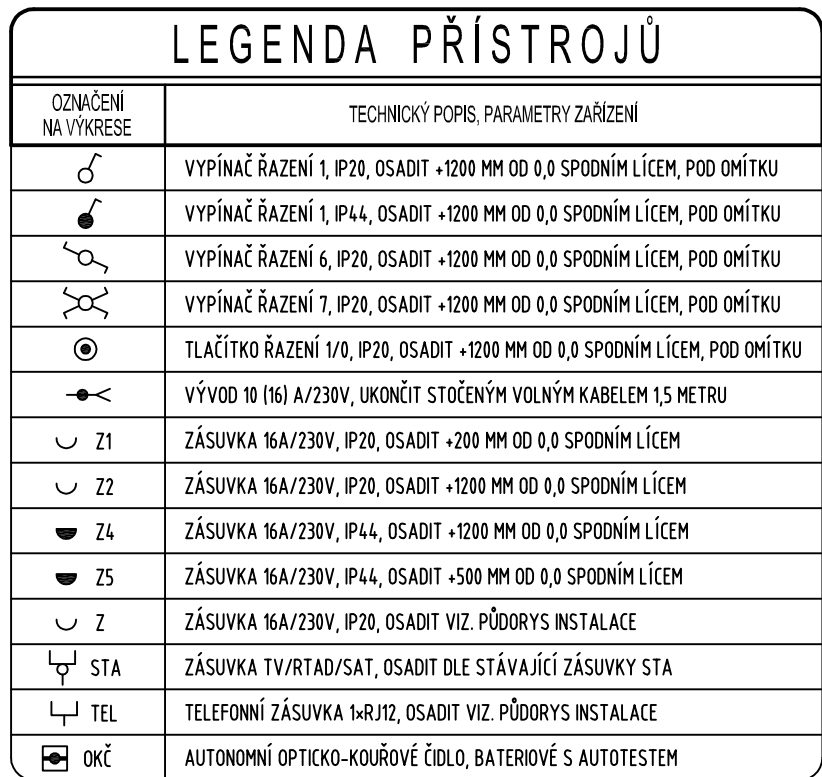 LEGENDA PŘÍSTROJŮ
OZNAČENÍ
NA VÝKRESE
TECHNICKÝ POPIS, PARAMETRY ZAŘÍZENÍ
VYPÍNAČ ŘAZENÍ 1, IP20, OSADIT +1200 MM OD 0,0 SPODNÍM LÍCEM, POD OMÍTKU
VYPÍNAČ ŘAZENÍ 1, IP44, OSADIT +1200 MM OD 0,0 SPODNÍM LÍCEM, POD OMÍTKU
VYPÍNAČ ŘAZENÍ 6, IP20, OSADIT +1200 MM OD 0,0 SPODNÍM LÍCEM, POD OMÍTKU
VYPÍNAČ ŘAZENÍ 7, IP20, OSADIT +1200 MM OD 0,0 SPODNÍM LÍCEM, POD OMÍTKU
TLAČÍTKO ŘAZENÍ 1/0, IP20, OSADIT +1200 MM OD 0,0 SPODNÍM LÍCEM, POD OMÍTKU
VÝVOD 10 (16) A/230V, UKONČIT STOČENÝM VOLNÝM KABELEM 1,5 METRU
Z1 ZÁSUVKA 16A/230V, IP20, OSADIT +200 MM OD 0,0 SPODNÍM LÍCEM
Z2 ZÁSUVKA 16A/230V, IP20, OSADIT +1200 MM OD 0,0 SPODNÍM LÍCEM
Z4 ZÁSUVKA 16A/230V, IP44, OSADIT +1200 MM OD 0,0 SPODNÍM LÍCEM
Z5 ZÁSUVKA 16A/230V, IP44, OSADIT +500 MM OD 0,0 SPODNÍM LÍCEM
Z ZÁSUVKA 16A/230V, IP20, OSADIT VIZ. PŮDORYS INSTALACE
STA ZÁSUVKA TV/RTAD/SAT, OSADIT DLE STÁVAJÍCÍ ZÁSUVKY STA
TEL TELEFONNÍ ZÁSUVKA 1×RJ12, OSADIT VIZ. PŮDORYS INSTALACE
OKČ AUTONOMNÍ OPTICKO-KOUŘOVÉ ČIDLO, BATERIOVÉ S AUTOTESTEM